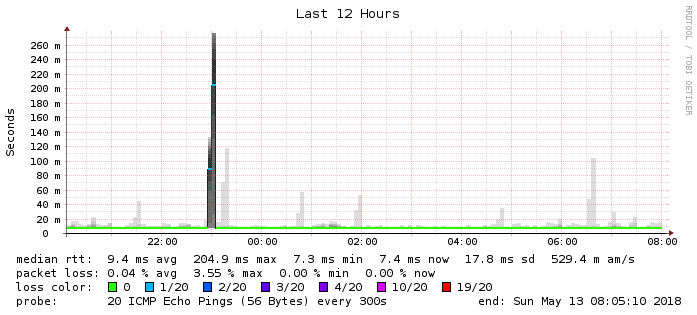 Last 12 Hours
RRDTOOL / TOBI OETIKER
Seconds
260 m
240 m
220 m
200 m
180 m
160 m
140 m
120 m
100 m
80 m
60 m
40 m
20 m
0
22:00 00:00 02:00 04:00 06:00 08:00
median rtt: 9.4 ms avg 204.9 ms max 7.3 ms min 7.4 ms now 17.8 ms sd 529.4 m am/s
packet loss: 0.04 % avg 3.55 % max 0.00 % min 0.00 % now
loss color: 0 1/20 2/20 3/20 4/20 10/20 19/20
probe: 20 ICMP Echo Pings (56 Bytes) every 300s end: Sun May 13 08:05:10 2018